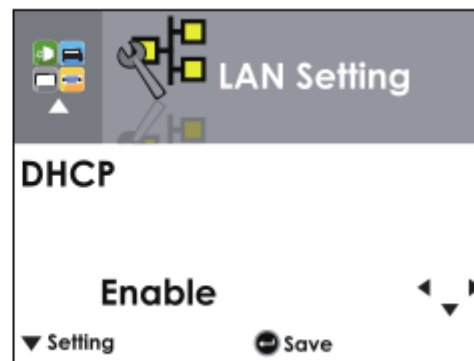 LAN Setting
DHCP
Enable
Setting
Save